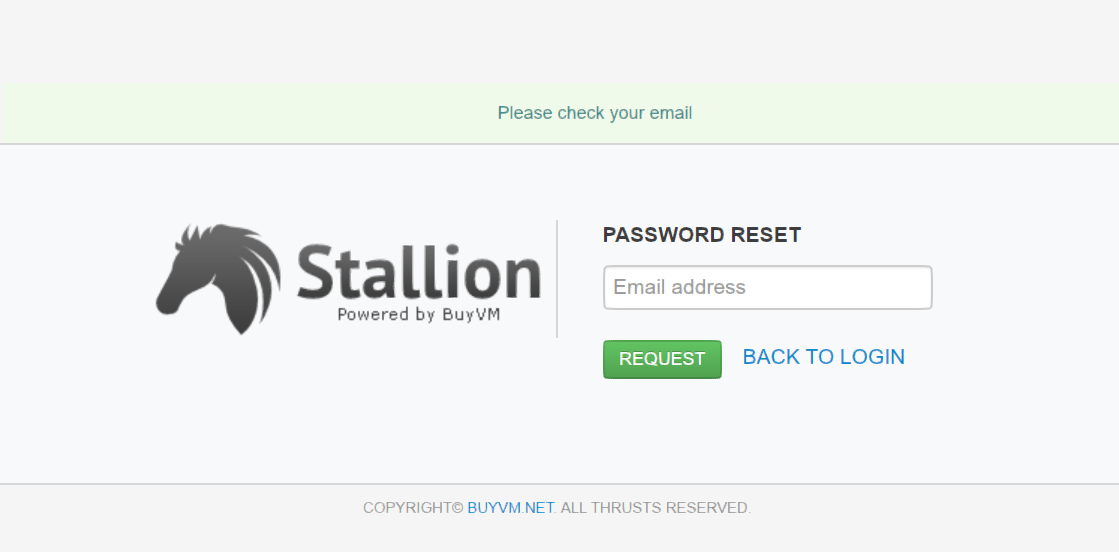 Please check your email
Stallion
Powered by BuyVM
PASSWORD RESET
Email address
REQUEST
BACK TO LOGIN
COPYRIGHT© BUYVM.NET. ALL THRUSTS RESERVED.